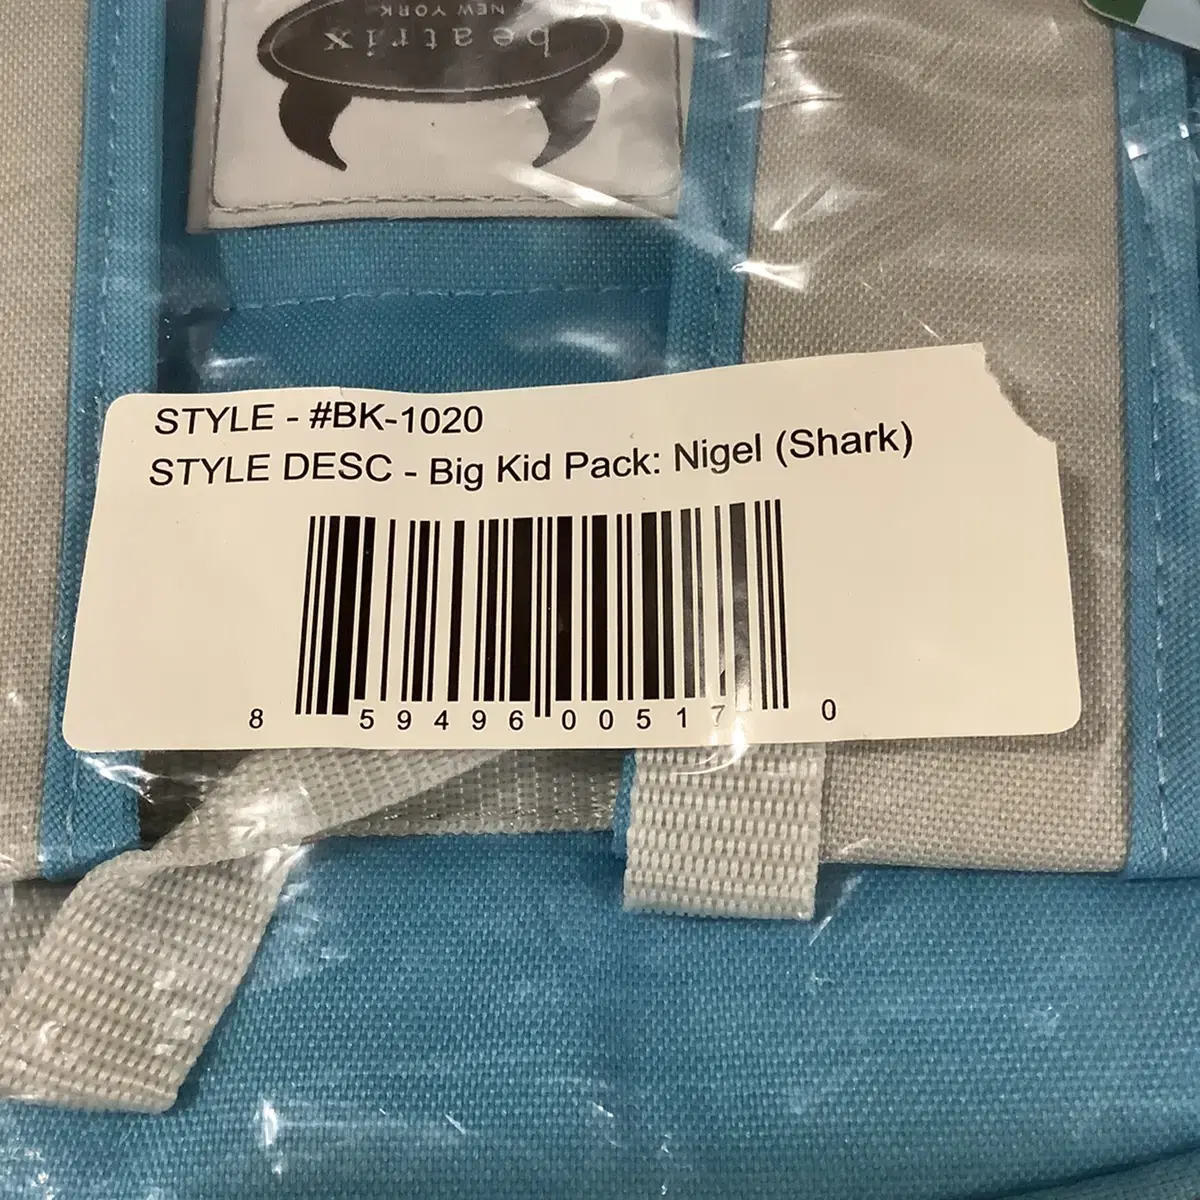 beatrix
NEW YORK
STYLE - #BK-1020
STYLE DESC - Big Kid Pack: Nigel (Shark)
8 59496 00517 0